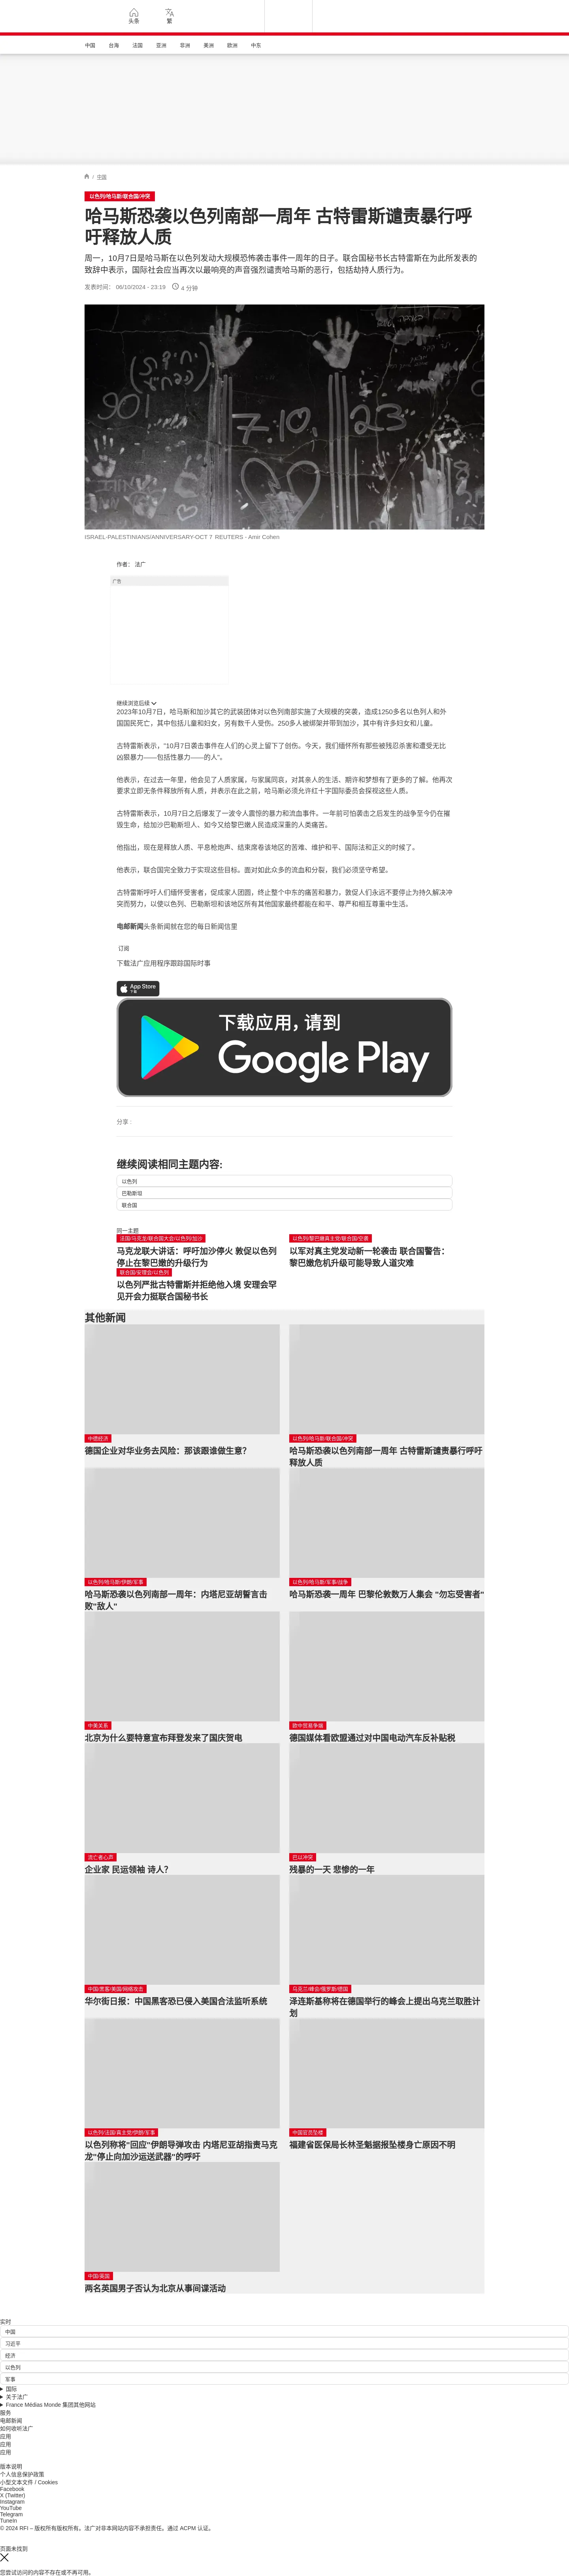 头条
繁
中国
台海
法国
亚洲
非洲
美洲
欧洲
中东
/ 中国
以色列/哈马斯/联合国/冲突
哈马斯恐袭以色列南部一周年 古特雷斯谴责暴行呼
吁释放人质
周一，10月7日是哈马斯在以色列发动大规模恐怖袭击事件一周年的日子。联合国秘书长古特雷斯在为此所发表的
致辞中表示，国际社会应当再次以最响亮的声音强烈谴责哈马斯的恶行，包括劫持人质行为。
发表时间： 06/10/2024 - 23:19 4 分钟
90
7 10 23
ISRAEL-PALESTINIANS/ANNIVERSARY-OCT 7 REUTERS - Amir Cohen
作者： 法广
广告
继续浏览后续
2023年10月7日，哈马斯和加沙其它的武装团体对以色列南部实施了大规模的突袭，造成1250多名以色列人和外
国国民死亡，其中包括儿童和妇女，另有数千人受伤。250多人被绑架并带到加沙，其中有许多妇女和儿童。
古特雷斯表示，"10月7日袭击事件在人们的心灵上留下了创伤。今天，我们缅怀所有那些被残忍杀害和遭受无比
凶狠暴力——包括性暴力——的人"。
他表示，在过去一年里，他会见了人质家属，与家属同哀，对其亲人的生活、期许和梦想有了更多的了解。他再次
要求立即无条件释放所有人质，并表示在此之前，哈马斯必须允许红十字国际委员会探视这些人质。
古特雷斯表示，10月7日之后爆发了一波令人震惊的暴力和流血事件。一年前可怕袭击之后发生的战争至今仍在摧
毁生命，给加沙巴勒斯坦人、如今又给黎巴嫩人民造成深重的人类痛苦。
他指出，现在是释放人质、平息枪炮声、结束席卷该地区的苦难、维护和平、国际法和正义的时候了。
他表示，联合国完全致力于实现这些目标。面对如此众多的流血和分裂，我们必须坚守希望。
古特雷斯呼吁人们缅怀受害者，促成家人团圆，终止整个中东的痛苦和暴力，敦促人们永远不要停止为持久解决冲
突而努力，以使以色列、巴勒斯坦和该地区所有其他国家最终都能在和平、尊严和相互尊重中生活。
电邮新闻头条新闻就在您的每日新闻信里
订阅
下载法广应用程序跟踪国际时事
App Store
下载
下载应用，请到
Google Play
分享 :
继续阅读相同主题内容:
以色列
巴勒斯坦
联合国
同一主题
法国/马克龙/联合国大会/以色列/加沙
马克龙联大讲话：呼吁加沙停火 敦促以色列
停止在黎巴嫩的升级行为
以色列/黎巴嫩真主党/联合国/空袭
以军对真主党发动新一轮袭击 联合国警告：
黎巴嫩危机升级可能导致人道灾难
联合国/安理会/以色列
以色列严批古特雷斯并拒绝他入境 安理会罕
见开会力挺联合国秘书长
其他新闻
中德经济
德国企业对华业务去风险：那该跟谁做生意？
以色列/哈马斯/联合国/冲突
哈马斯恐袭以色列南部一周年 古特雷斯谴责暴行呼吁
释放人质
以色列/哈马斯/伊朗/军事
哈马斯恐袭以色列南部一周年：内塔尼亚胡誓言击
败"敌人"
以色列/哈马斯/军事/战争
哈马斯恐袭一周年 巴黎伦敦数万人集会 "勿忘受害者"
中美关系
北京为什么要特意宣布拜登发来了国庆贺电
欧中贸易争端
德国媒体看欧盟通过对中国电动汽车反补贴税
流亡者心声
企业家 民运领袖 诗人？
巴以冲突
残暴的一天 悲惨的一年
中国/黑客/美国/网络攻击
华尔街日报：中国黑客恐已侵入美国合法监听系统
乌克兰/峰会/俄罗斯/德国
泽连斯基称将在德国举行的峰会上提出乌克兰取胜计
划
以色列/法国/真主党/伊朗/军事
以色列称将"回应"伊朗导弹攻击 内塔尼亚胡指责马克
龙"停止向加沙运送武器"的呼吁
中国官员坠楼
福建省医保局长林圣魁据报坠楼身亡原因不明
中国/英国
两名英国男子否认为北京从事间谍活动
实时
中国
习近平
经济
以色列
军事
国际
关于法广
France Médias Monde 集团其他网站
服务
电邮新闻
如何收听法广
应用
应用
应用
版本说明
个人信息保护政策
小型文本文件 / Cookies
Facebook
X (Twitter)
Instagram
YouTube
Telegram
TuneIn
© 2024 RFI – 版权所有版权所有。法广对非本网站内容不承担责任。通过 ACPM 认证。
页面未找到
您尝试访问的内容不存在或不再可用。